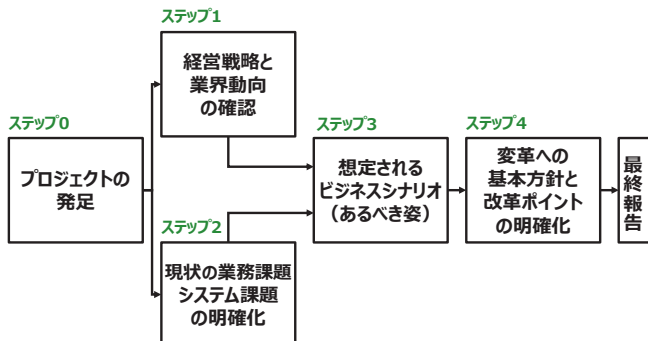 ステップ0
プロジェクトの
発足
ステップ1
経営戦略と
業界動向
の確認
ステップ2
現状の業務課題
システム課題
の明確化
ステップ3
想定される
ビジネスシナリオ
(あるべき姿)
ステップ4
変革への
基本方針と
改革ポイント
の明確化
最終報告